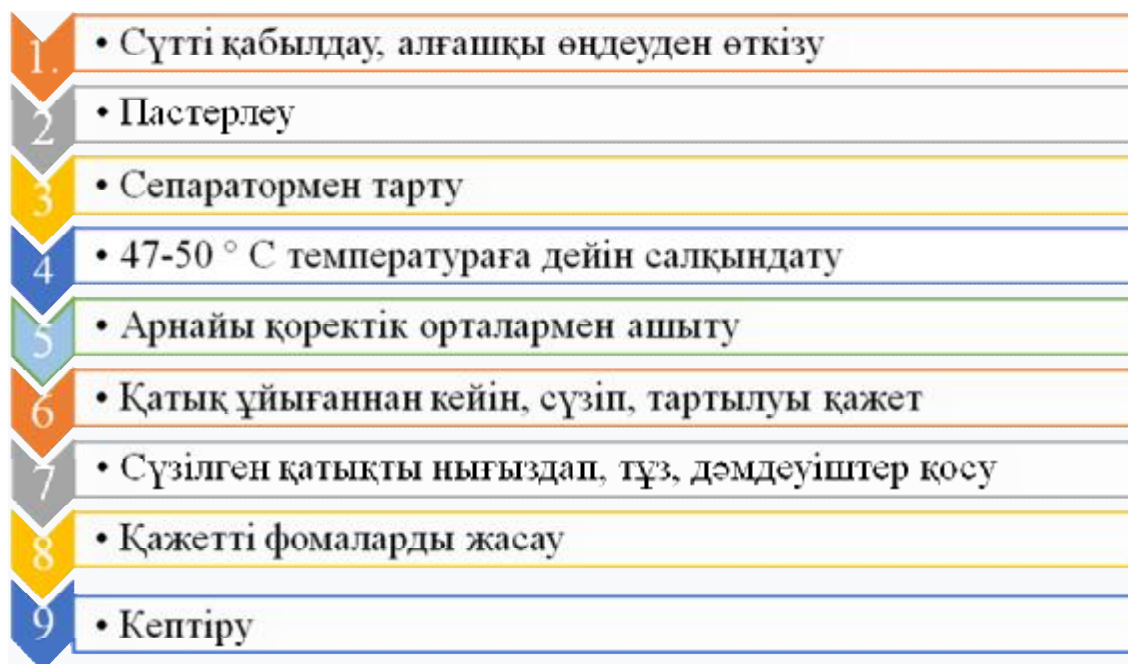 1. • Сүтті қабылдау, алғашқы өңдеуден өткізу
2 • Пастерлеу
3 • Сепаратормен тарту
4 • 47-50 ° С температураға дейін салқындату
5 • Арнайы қоректік орталармен ашыту
6 • Қатық ұйығаннан кейін, сүзіп, тартылуы қажет
7 • Сүзілген қатықты нығыздап, тұз, дәмдеуіштер қосу
8 • Қажетті фомаларды жасау
9 • Кептіру